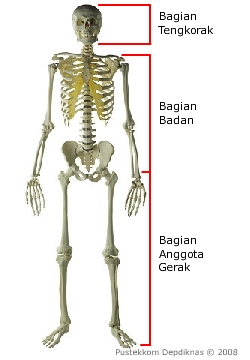 Bagian
Tengkorak
Bagian
Badan
Bagian
Anggota
Gerak
Pustekkom Depdiknas © 2008